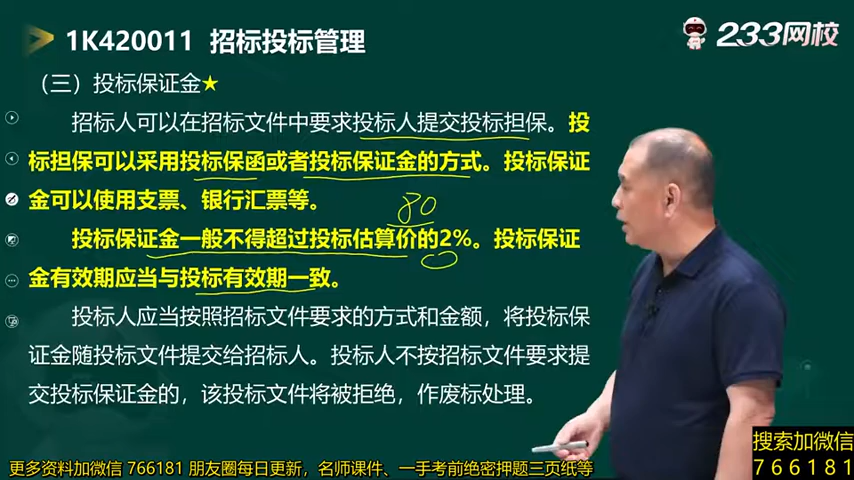 1K420011 招标投标管理
233网校
（三）投标保证金★
招标人可以在招标文件中要求投标人提交投标担保。投
标担保可以采用投标保函或者投标保证金的方式。投标保证
金可以使用支票、银行汇票等。
80
投标保证金一般不得超过投标估算价的2%。投标保证
金有效期应当与投标有效期一致。
投标人应当按照招标文件要求的方式和金额，将投标保
证金随投标文件提交给招标人。投标人不按招标文件要求提
交投标保证金的，该投标文件将被拒绝，作废标处理。
更多资料加微信 766181 朋友圈每日更新，名师课件、一手考前绝密押题三页纸等
搜索加微信
766181